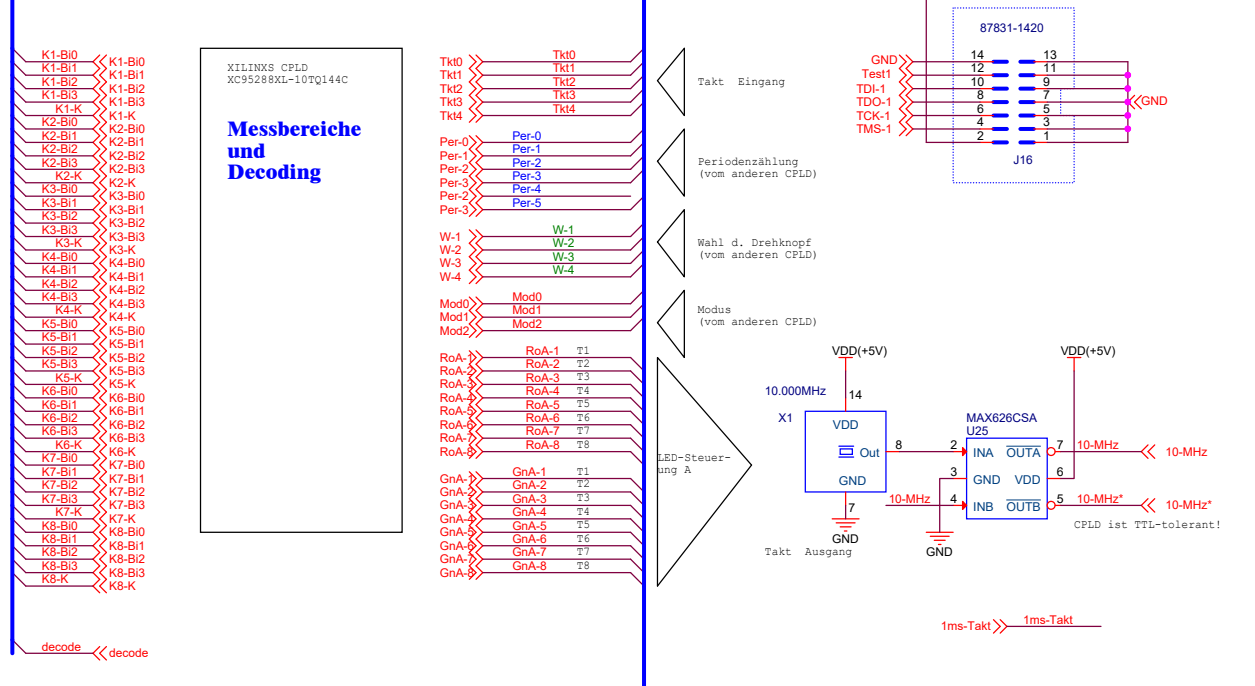 K1-Bi0 K1-Bi0
K1-Bi1 K1-Bi1
K1-Bi2 K1-Bi2
K1-Bi3 K1-Bi3
K1-K K1-K
K2-Bi0 K2-Bi0
K2-Bi1 K2-Bi1
K2-Bi2 K2-Bi2
K2-Bi3 K2-Bi3
K2-K K2-K
K3-Bi0 K3-Bi0
K3-Bi1 K3-Bi1
K3-Bi2 K3-Bi2
K3-Bi3 K3-Bi3
K3-K K3-K
K4-Bi0 K4-Bi0
K4-Bi1 K4-Bi1
K4-Bi2 K4-Bi2
K4-Bi3 K4-Bi3
K4-K K4-K
K5-Bi0 K5-Bi0
K5-Bi1 K5-Bi1
K5-Bi2 K5-Bi2
K5-Bi3 K5-Bi3
K5-K K5-K
K6-Bi0 K6-Bi0
K6-Bi1 K6-Bi1
K6-Bi2 K6-Bi2
K6-Bi3 K6-Bi3
K6-K K6-K
K7-Bi0 K7-Bi0
K7-Bi1 K7-Bi1
K7-Bi2 K7-Bi2
K7-Bi3 K7-Bi3
K7-K K7-K
K8-Bi0 K8-Bi0
K8-Bi1 K8-Bi1
K8-Bi2 K8-Bi2
K8-Bi3 K8-Bi3
K8-K K8-K
decode decode
XILINXS CPLD
XC95288XL-10TQ144C
Messbereiche
und
Decoding
Tkt0 Tkt0
Tkt1 Tkt1
Tkt2 Tkt2
Tkt3 Tkt3
Tkt4 Tkt4
Per-0 Per-0
Per-1 Per-1
Per-2 Per-2
Per-3 Per-3
Per-2 Per-4
Per-3 Per-5
W-1 W-1
W-2 W-2
W-3 W-3
W-4 W-4
Mod0 Mod0
Mod1 Mod1
Mod2 Mod2
RoA-1 RoA-1 T1
RoA-2 RoA-2 T2
RoA-3 RoA-3 T3
RoA-4 RoA-4 T4
RoA-5 RoA-5 T5
RoA-6 RoA-6 T6
RoA-7 RoA-7 T7
RoA-8 RoA-8 T8
GnA-1 GnA-1 T1
GnA-2 GnA-2 T2
GnA-3 GnA-3 T3
GnA-4 GnA-4 T4
GnA-5 GnA-5 T5
GnA-6 GnA-6 T6
GnA-7 GnA-7 T7
GnA-8 GnA-8 T8
Takt Eingang
Periodenzählung
(vom anderen CPLD)
Wahl d. Drehknopf
(vom anderen CPLD)
Modus
(vom anderen CPLD)
LED-Steuer-
ung A
87831-1420
GND 14 13
Test1 12 11
TDI-1 10 9
TDO-1 8 7 GND
TCK-1 6 5
TMS-1 4 3
2 1
J16
VDD(+5V)
10.000MHz
14
X1
VDD
Out 8
GND
7
GND
Takt Ausgang
VDD(+5V)
MAX626CSA
U25
2 INA OUTA 7 10-MHz 10-MHz
3 GND VDD 6
10-MHz 4 INB OUTB 5 10-MHz* 10-MHz*
CPLD ist TTL-tolerant!
GND
1ms-Takt 1ms-Takt